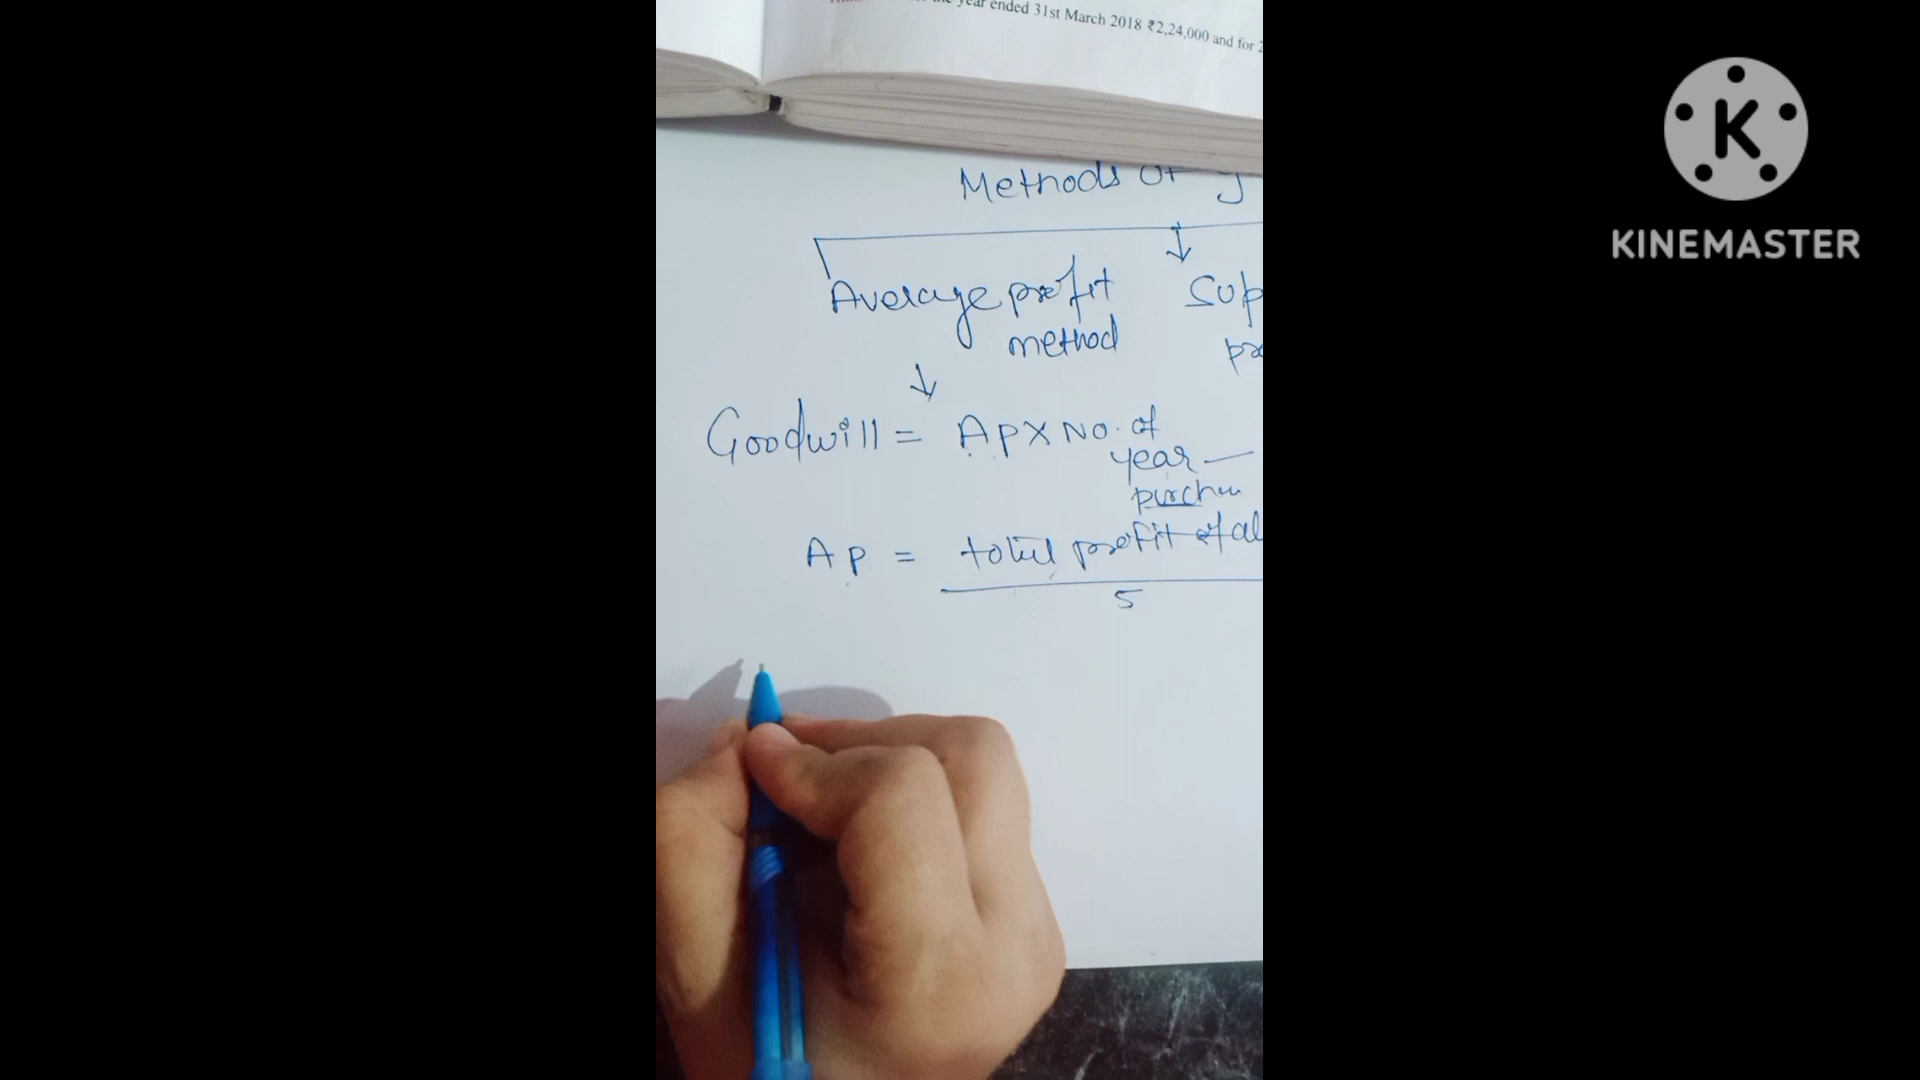 year ended 31st March 2018 ₹2,24,000 and for
Methods of g
Average profit
method
Sup
pro
Goodwill = AP X No. of
year
purchase
AP = total profit of al
5
K
KINEMASTER